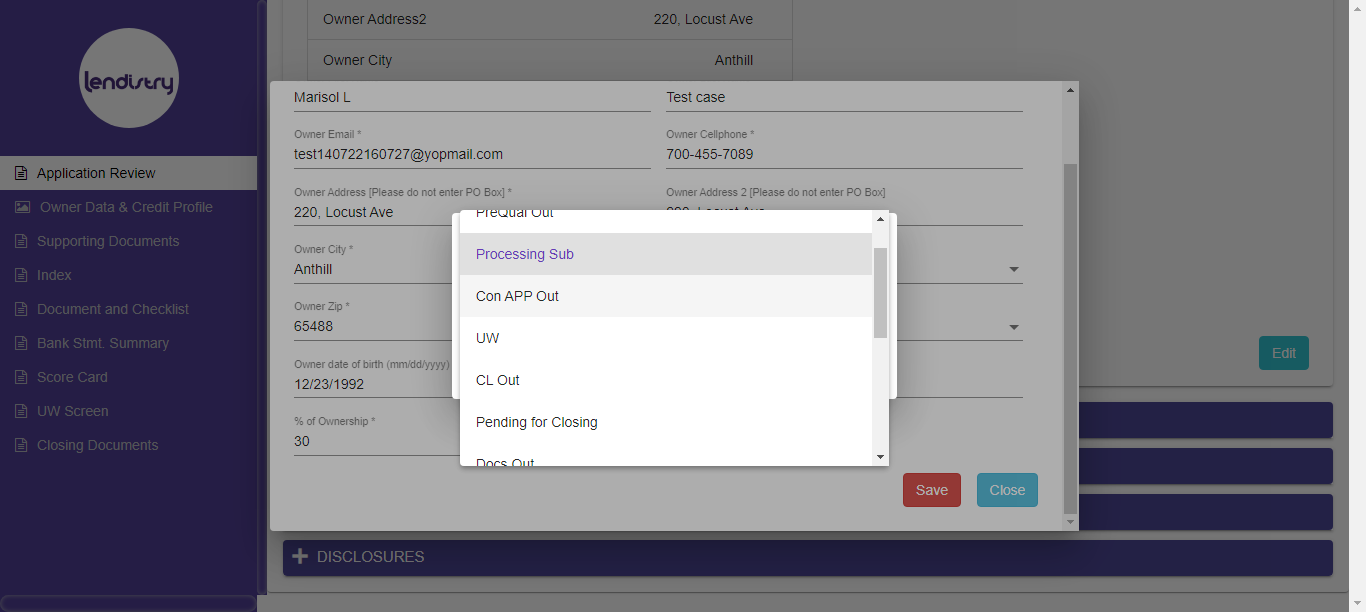 lendistry
Application Review
Owner Data & Credit Profile
Supporting Documents
Index
Document and Checklist
Bank Stmt. Summary
Score Card
UW Screen
Closing Documents
Owner Address2 220, Locust Ave
Owner City Anthill
Marisol L Test case
Owner Email * Owner Cellphone *
test140722160727@yopmail.com 700-455-7089
Owner Address [Please do not enter PO Box] * Owner Address 2 [Please do not enter PO Box]
220, Locust Ave 220, Locust Ave
Owner City *
Anthill
Owner Zip *
65488
Owner date of birth (mm/dd/yyyy)
12/23/1992
% of Ownership *
30
PreQual Out
Processing Sub
Con APP Out
UW
CL Out
Pending for Closing
Docs Out
Save Close
Edit
DISCLOSURES